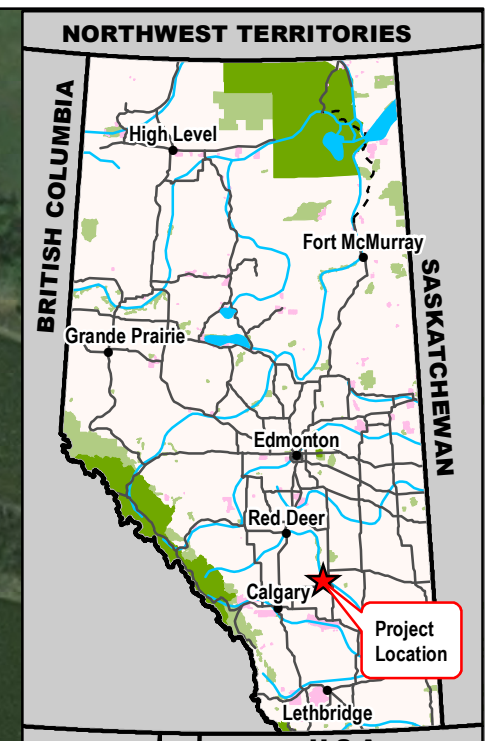 NORTHWEST TERRITORIES
BRITISH COLUMBIA
High Level
Fort McMurray
SASKATCHEWAN
Grande Prairie
Edmonton
Red Deer
Calgary
Project
Location
Lethbridge